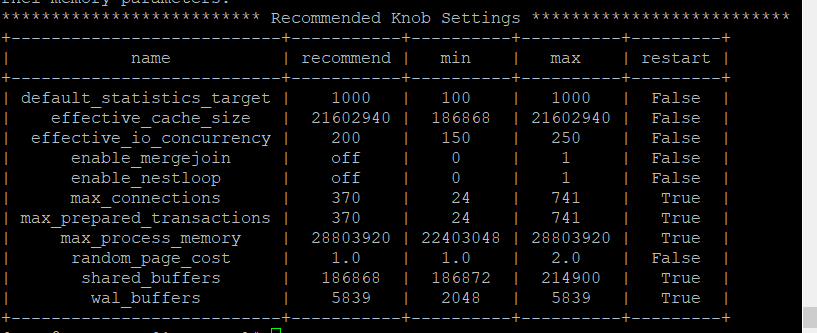 memory parameters.
************************** Recommended Knob Settings **************************
+---------------------------+-----------+----------+----------+---------+
| name | recommend | min | max | restart |
+---------------------------+-----------+----------+----------+---------+
| default_statistics_target | 1000 | 100 | 1000 | False |
| effective_cache_size | 21602940 | 186868 | 21602940 | False |
| effective_io_concurrency | 200 | 150 | 250 | False |
| enable_mergejoin | off | 0 | 1 | False |
| enable_nestloop | off | 0 | 1 | False |
| max_connections | 370 | 24 | 741 | True |
| max_prepared_transactions | 370 | 24 | 741 | True |
| max_process_memory | 28803920 | 22403048 | 28803920 | True |
| random_page_cost | 1.0 | 1.0 | 2.0 | False |
| shared_buffers | 186868 | 186872 | 214900 | True |
| wal_buffers | 5839 | 2048 | 5839 | True |
+---------------------------+-----------+----------+----------+---------+